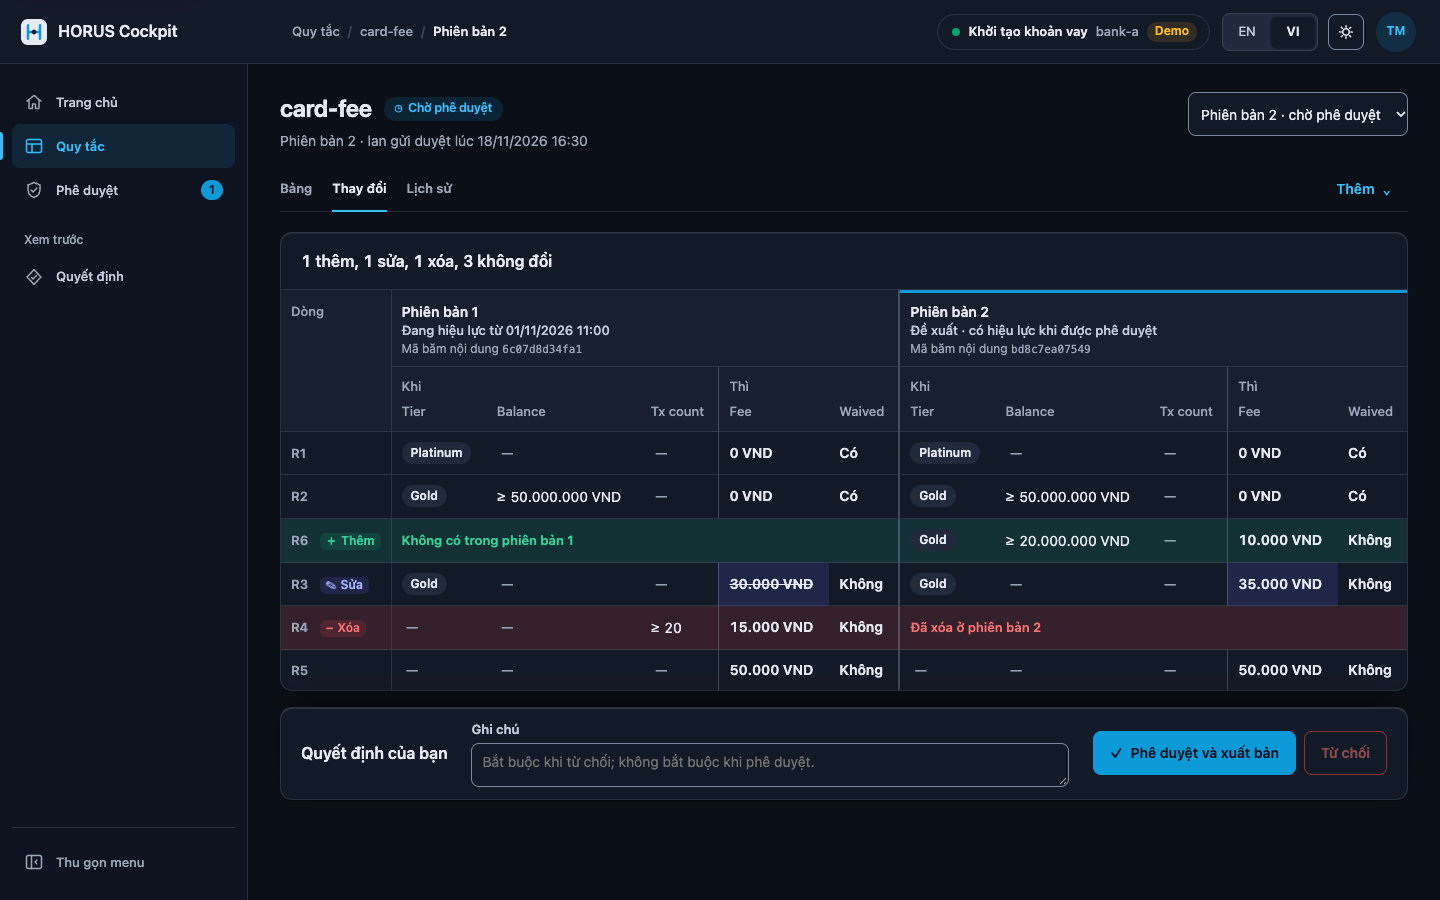 HORUS Cockpit
Quy tắc / card-fee / Phiên bản 2
Khởi tạo khoản vay bank-a Demo
EN VI
TM
Trang chủ
Quy tắc
Phê duyệt 1
Xem trước
Quyết định
Thu gọn menu
card-fee Chờ phê duyệt
Phiên bản 2 · lan gửi duyệt lúc 18/11/2026 16:30
Phiên bản 2 · chờ phê duyệt
Bảng Thay đổi Lịch sử
Thêm
1 thêm, 1 sửa, 1 xóa, 3 không đổi
Dòng
Phiên bản 1
Đang hiệu lực từ 01/11/2026 11:00
Mã băm nội dung 6c07d8d34fa1
Phiên bản 2
Đề xuất · có hiệu lực khi được phê duyệt
Mã băm nội dung bd8c7ea07549
Khi Thì Khi Thì
Tier Balance Tx count Fee Waived Tier Balance Tx count Fee Waived
R1 Platinum — — 0 VND Có Platinum — — 0 VND Có
R2 Gold ≥ 50.000.000 VND — 0 VND Có Gold ≥ 50.000.000 VND — 0 VND Có
R6 + Thêm Không có trong phiên bản 1 Gold ≥ 20.000.000 VND — 10.000 VND Không
R3 ✎ Sửa Gold — — 30.000 VND Không Gold — — 35.000 VND Không
R4 − Xóa — — ≥ 20 15.000 VND Không Đã xóa ở phiên bản 2
R5 — — — 50.000 VND Không — — — 50.000 VND Không
Quyết định của bạn
Ghi chú
Bắt buộc khi từ chối; không bắt buộc khi phê duyệt.
✓ Phê duyệt và xuất bản
Từ chối